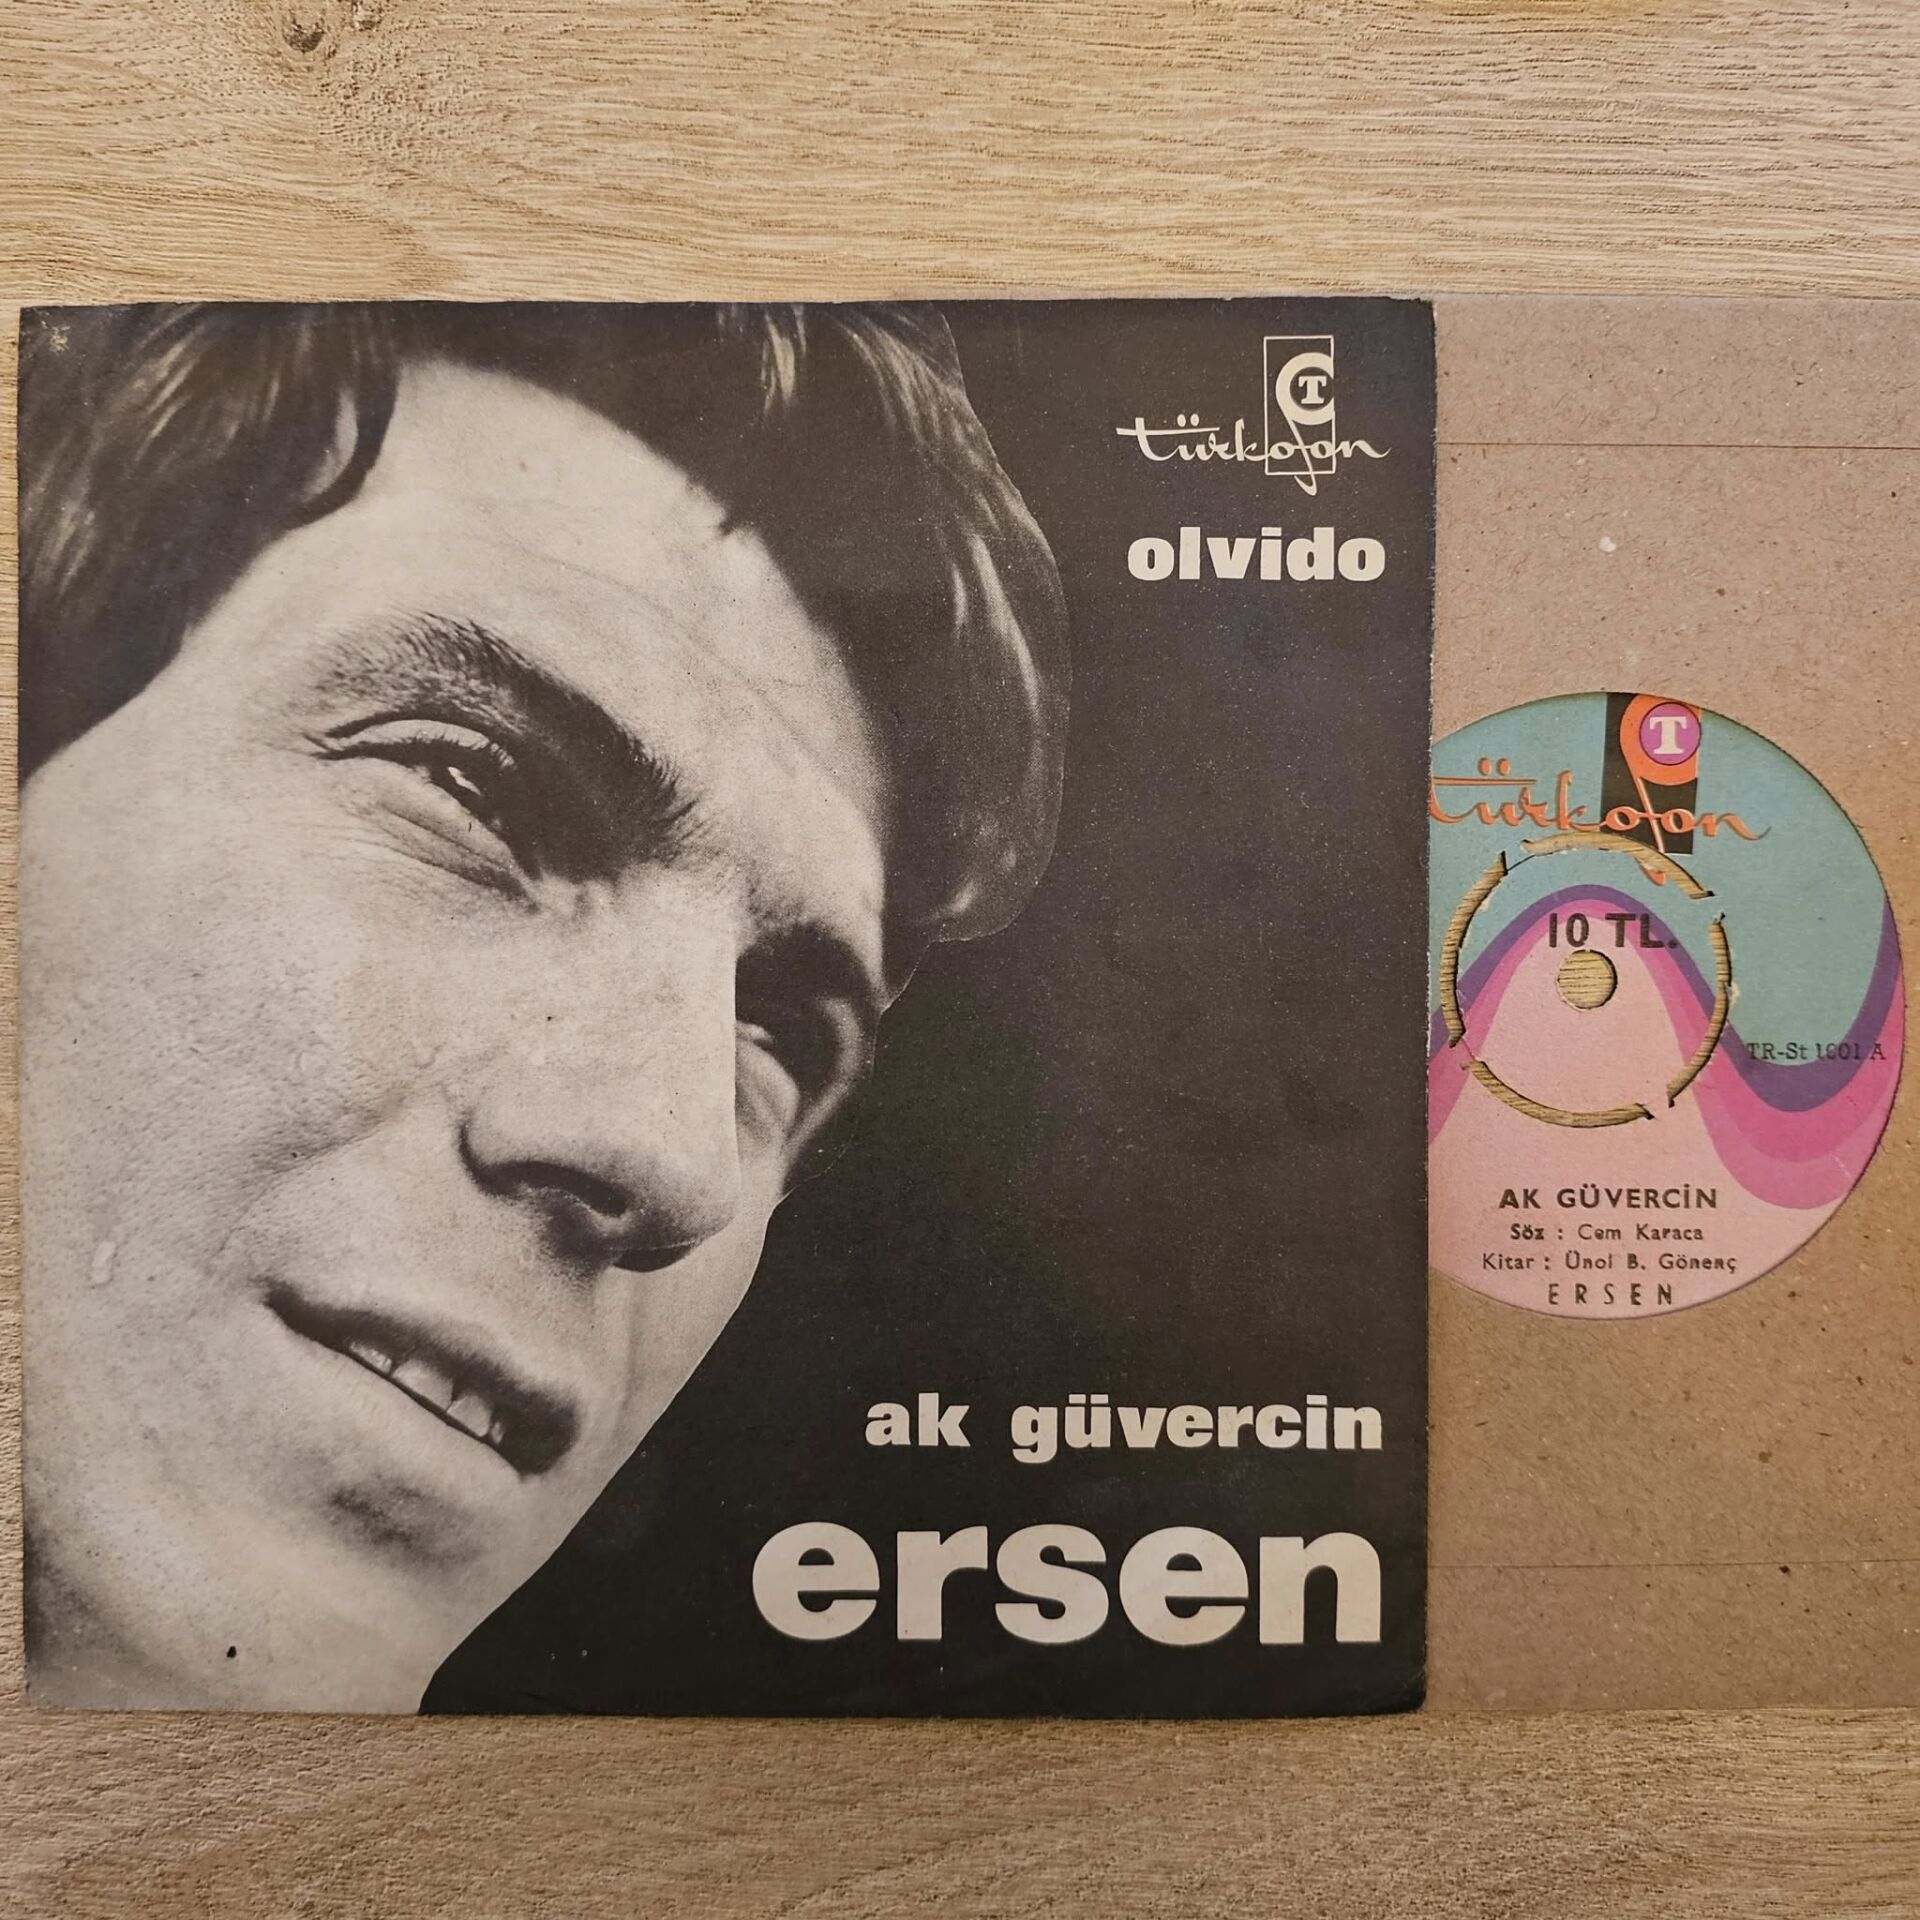 T
türkofon
olvido
ak güvercin
ersen
T
türkofon
10 TL.
TR-St 1001 A
AK GÜVERCİN
Söz : Cem Karaca
Kitar : Ünol B. Gönenç
ERSEN